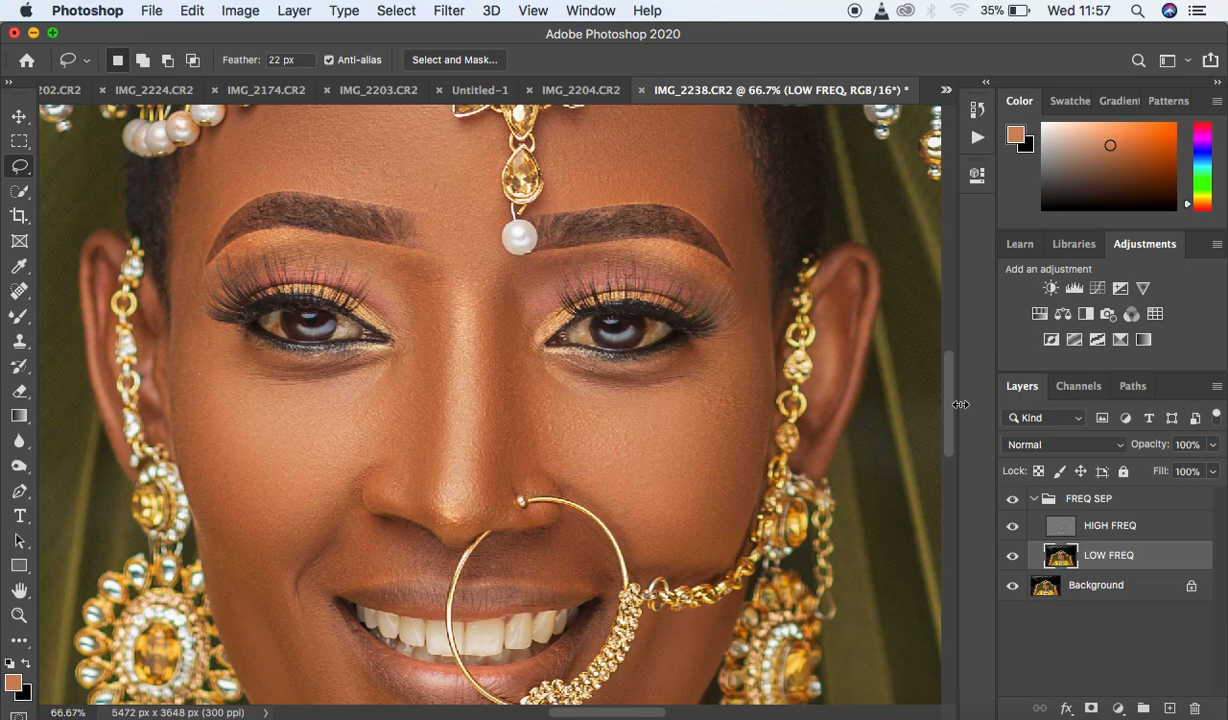 Photoshop File Edit Image Layer Type Select Filter 3D View Window Help 35% Wed 11:57
Adobe Photoshop 2020
Feather: 22 px Anti-alias Select and Mask...
202.CR2 × IMG_2224.CR2 × IMG_2174.CR2 × IMG_2203.CR2 × Untitled-1 × IMG_2204.CR2 × IMG_2238.CR2 @ 66.7% (LOW FREQ, RGB/16*) *
Color Swatche Gradient Patterns
Learn Libraries Adjustments
Add an adjustment
Layers Channels Paths
Kind
Normal Opacity: 100%
Lock: Fill: 100%
FREQ SEP
HIGH FREQ
LOW FREQ
Background
66.67% 5472 px x 3648 px (300 ppi)